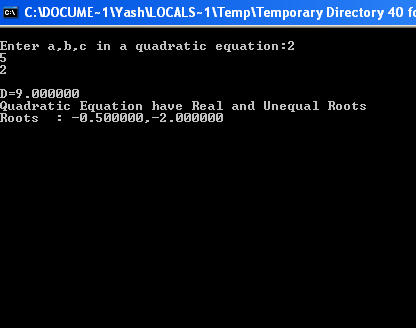 C:\DOCUME~1\Yash\LOCALS~1\Temp\Temporary Directory 40 fo
Enter a,b,c in a quadratic equation:2
5
2
D=9.000000
Quadratic Equation have Real and Unequal Roots
Roots  : -0.500000,-2.000000